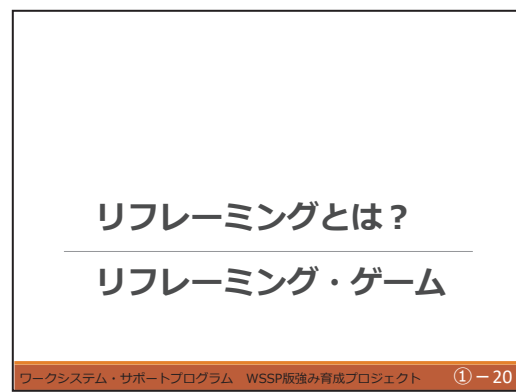 リフレーミングとは？
リフレーミング・ゲーム
ワークシステム・サポートプログラム　WSSP版強み育成プロジェクト　①－20